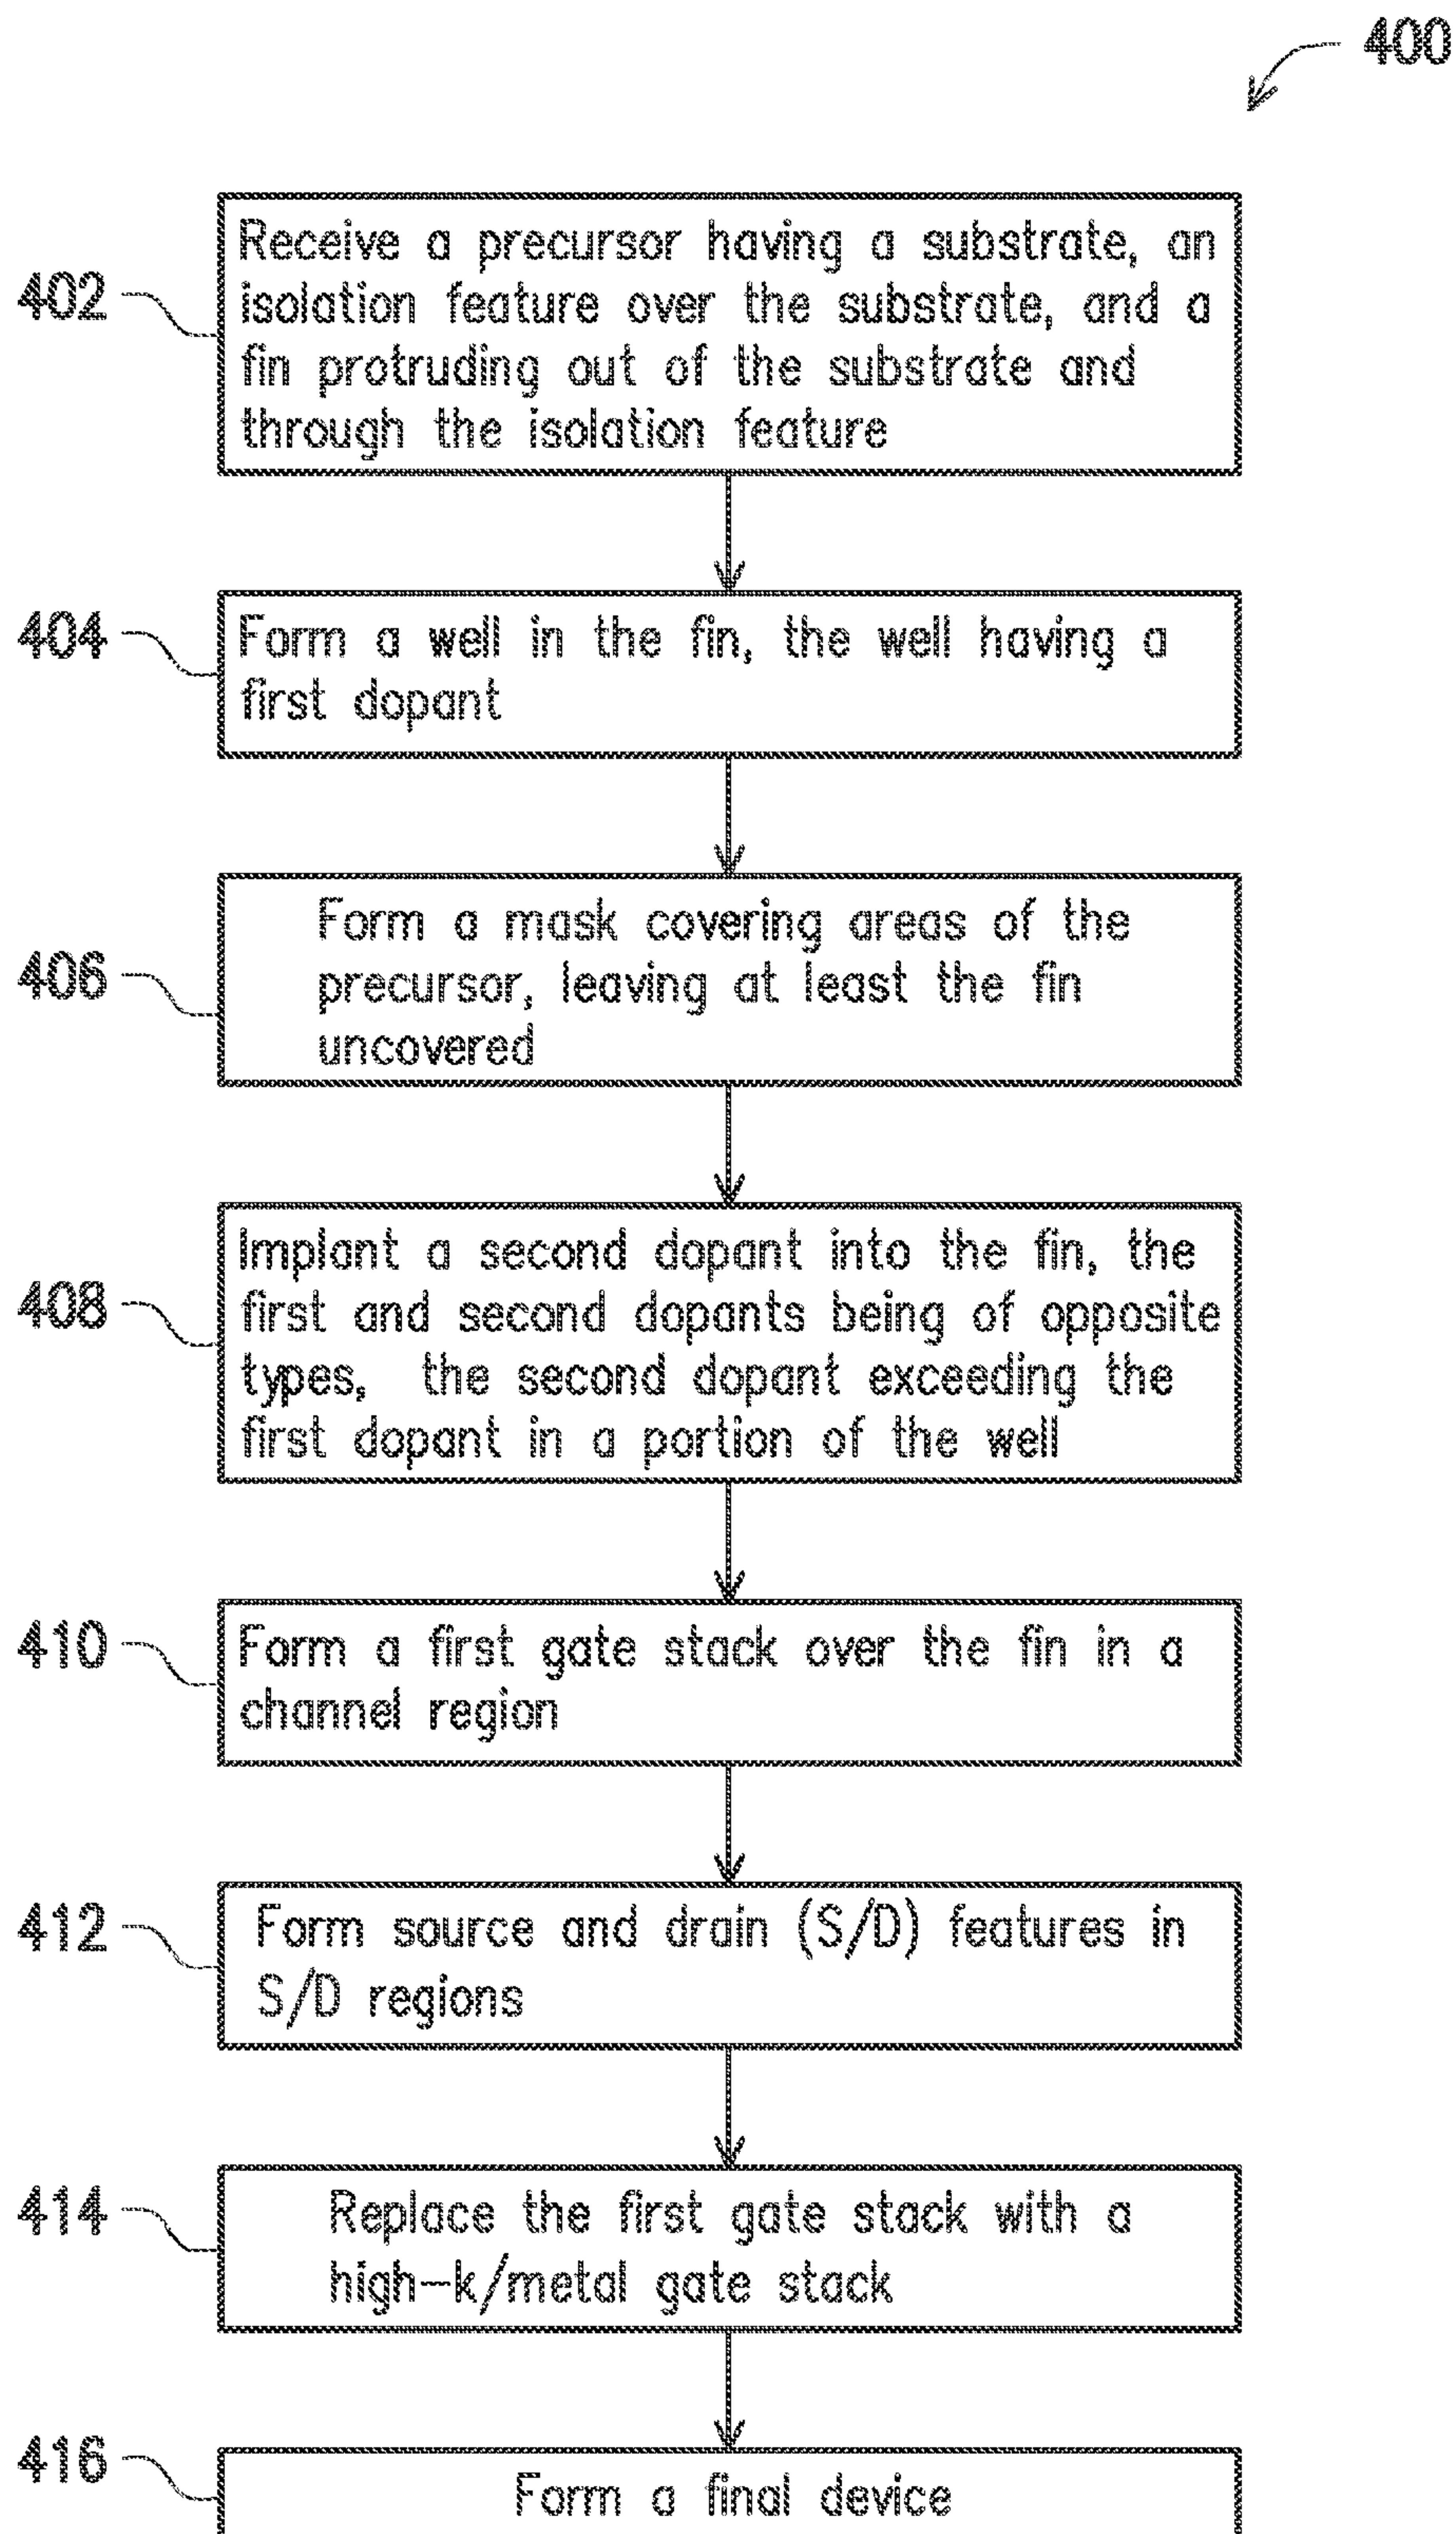 400
402
Receive a precursor having a substrate, an
isolation feature over the substrate, and a
fin protruding out of the substrate and
through the isolation feature
404
Form a well in the fin, the well having a
first dopant
406
Form a mask covering areas of the
precursor, leaving at least the fin
uncovered
408
Implant a second dopant into the fin, the
first and second dopants being of opposite
types, the second dopant exceeding the
first dopant in a portion of the well
410
Form a first gate stack over the fin in a
channel region
412
Form source and drain (S/D) features in
S/D regions
414
Replace the first gate stack with a
high-k/metal gate stack
416
Form a final device